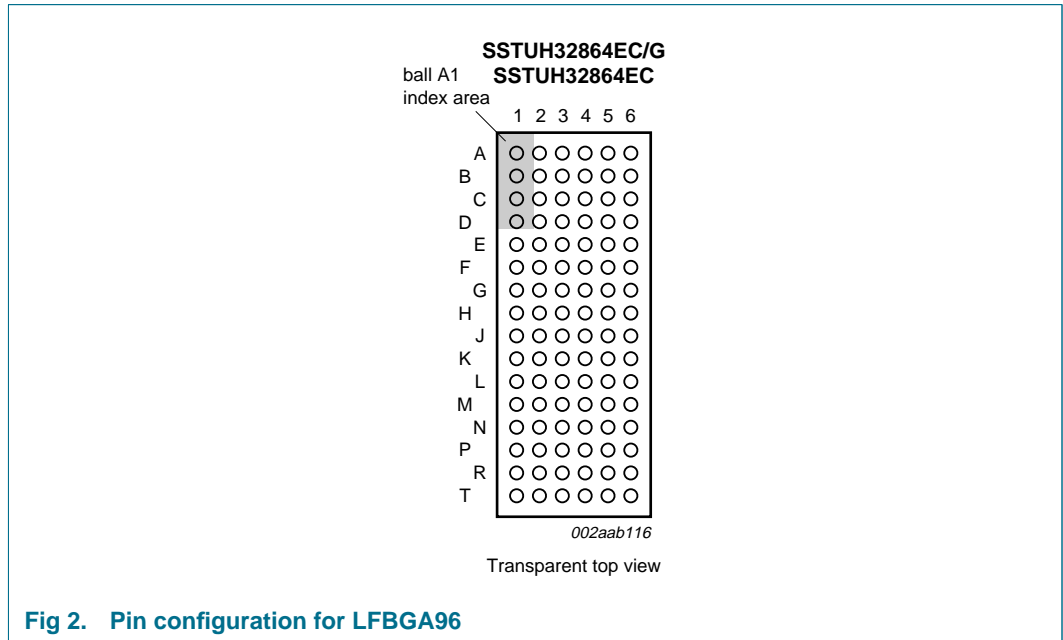 SSTUH32864EC/G
SSTUH32864EC
ball A1
index area
1 2 3 4 5 6
A
B
C
D
E
F
G
H
J
K
L
M
N
P
R
T
002aab116
Transparent top view
Fig 2. Pin configuration for LFBGA96